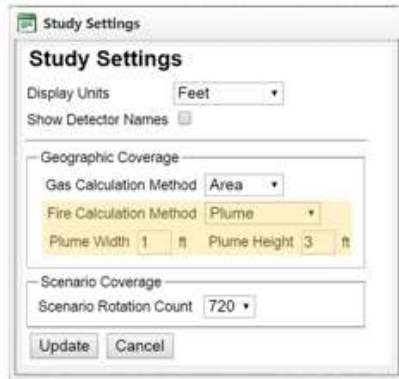 Study Settings
Study Settings
Display Units Feet
Show Detector Names
Geographic Coverage
Gas Calculation Method Area
Fire Calculation Method Plume
Plume Width 1 ft Plume Height 3 ft
Scenario Coverage
Scenario Rotation Count 720
Update Cancel